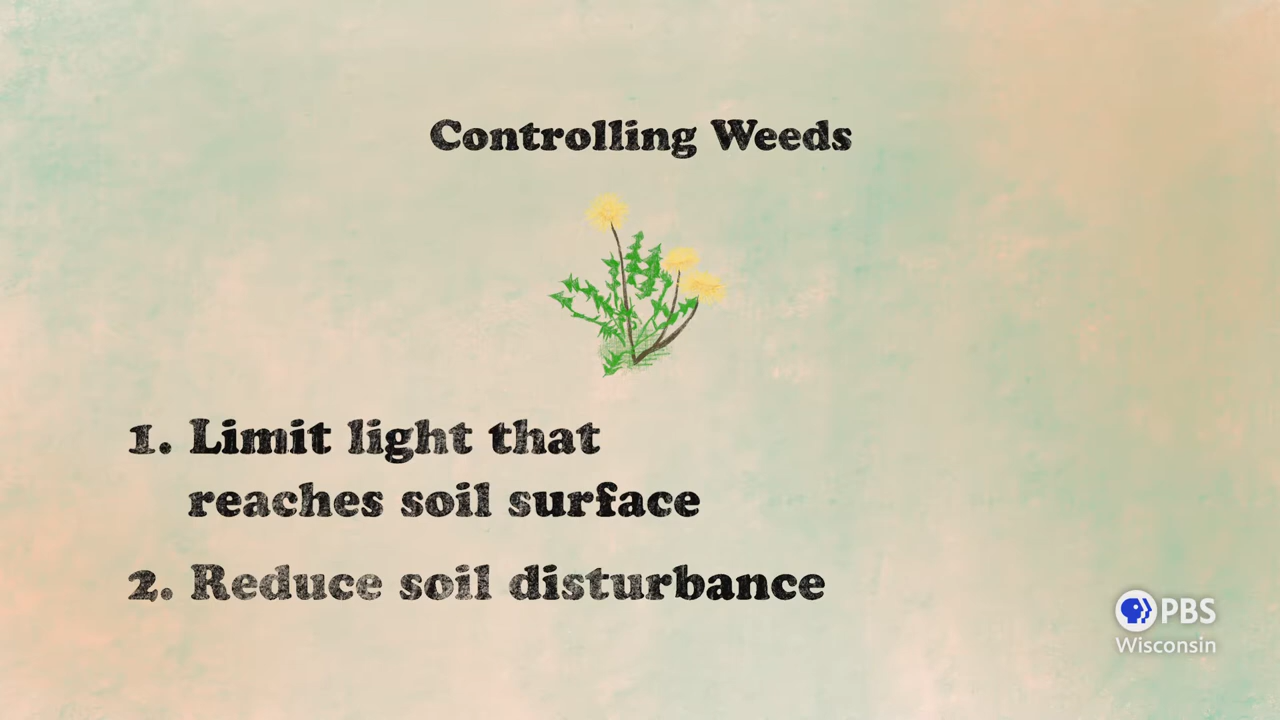 Controlling Weeds
1. Limit light that
reaches soil surface
2. Reduce soil disturbance
PBS
Wisconsin